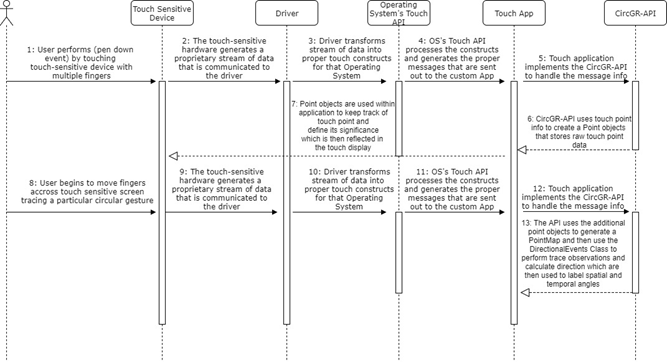 Touch Sensitive
Device
Driver
Operating
System's Touch
API
Touch App
CircGR-API
1: User performs (pen down
event) by touching
touch-sensitive device with
multiple fingers
2: The touch-sensitive
hardware generates a
proprietary stream of data
that is communicated to
the driver
3: Driver transforms
stream of data into
proper touch constructs
for that Operating
System
4: OS's Touch API
processes the constructs
and generates the proper
messages that are sent
out to the custom App
5: Touch application
implements the CircGR-API
to handle the message info
6: CircGR-API uses touch point
info to create a Point objects
that stores raw touch point
data
7: Point objects are used within
application to keep track of
touch point and
define its significance
which is then reflected in
the touch display
8: User begins to move fingers
accross touch sensitive screen
tracing a particular circular gesture
9: The touch-sensitive
hardware generates a
proprietary stream of data
that is communicated to
the driver
10: Driver transforms
stream of data into
proper touch constructs
for that Operating
System
11: OS's Touch API
processes the constructs
and generates the proper
messages that are sent
out to the custom App
12: Touch application
implements the CircGR-API
to handle the message info
13: The API uses the additional
point objects to generate a
PointMap and then use the
DirectionalEvents Class to
perform trace observations and
calculate direction which are
then used to label spatial and
temporal angles